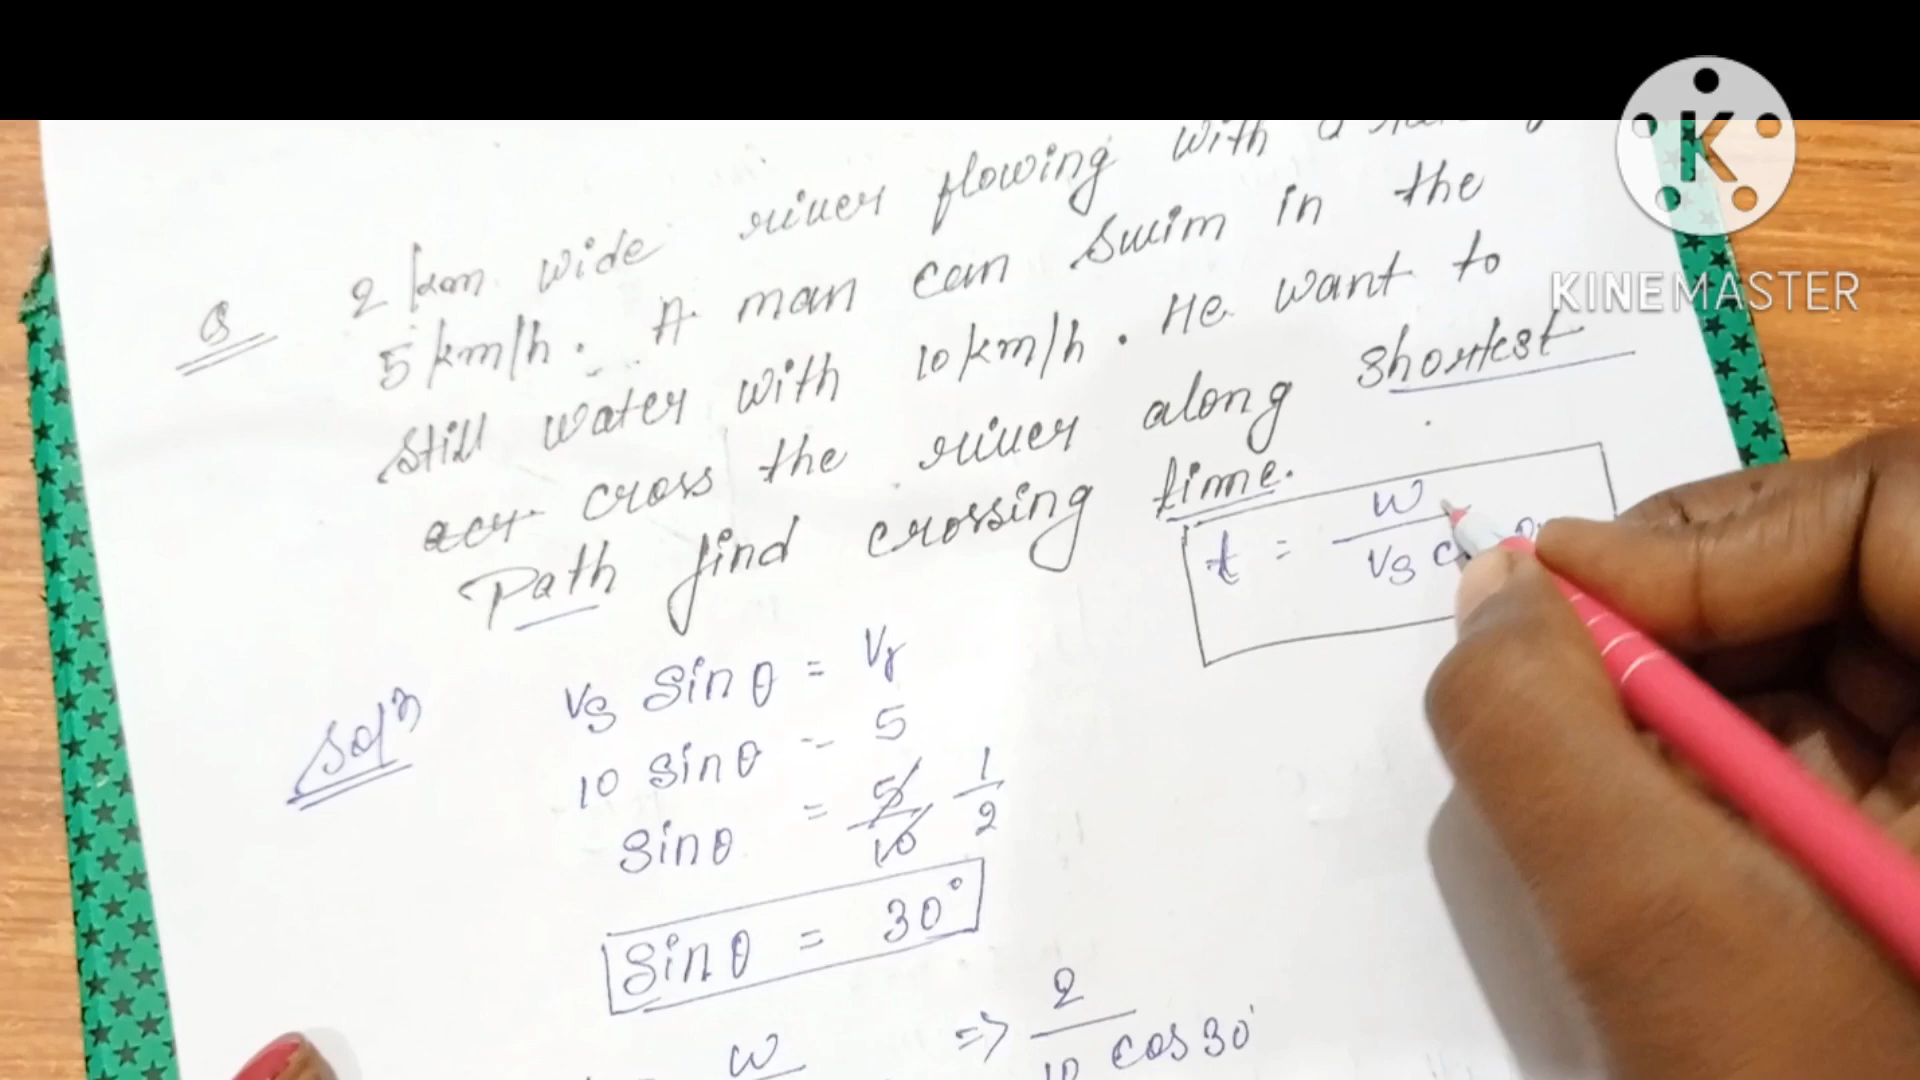 Q 2 km wide river flowing with a
5 km/h. A man can swim in the
still water with 10 km/h. He want to
cross the river along shortest
Path find crossing time.
t = w / vs
Solⁿ vs sin θ = vr
10 sin θ = 5
sin θ = 5/10 1/2
sin θ = 30°
w => 2 / 10 cos 30°
K
KINEMASTER